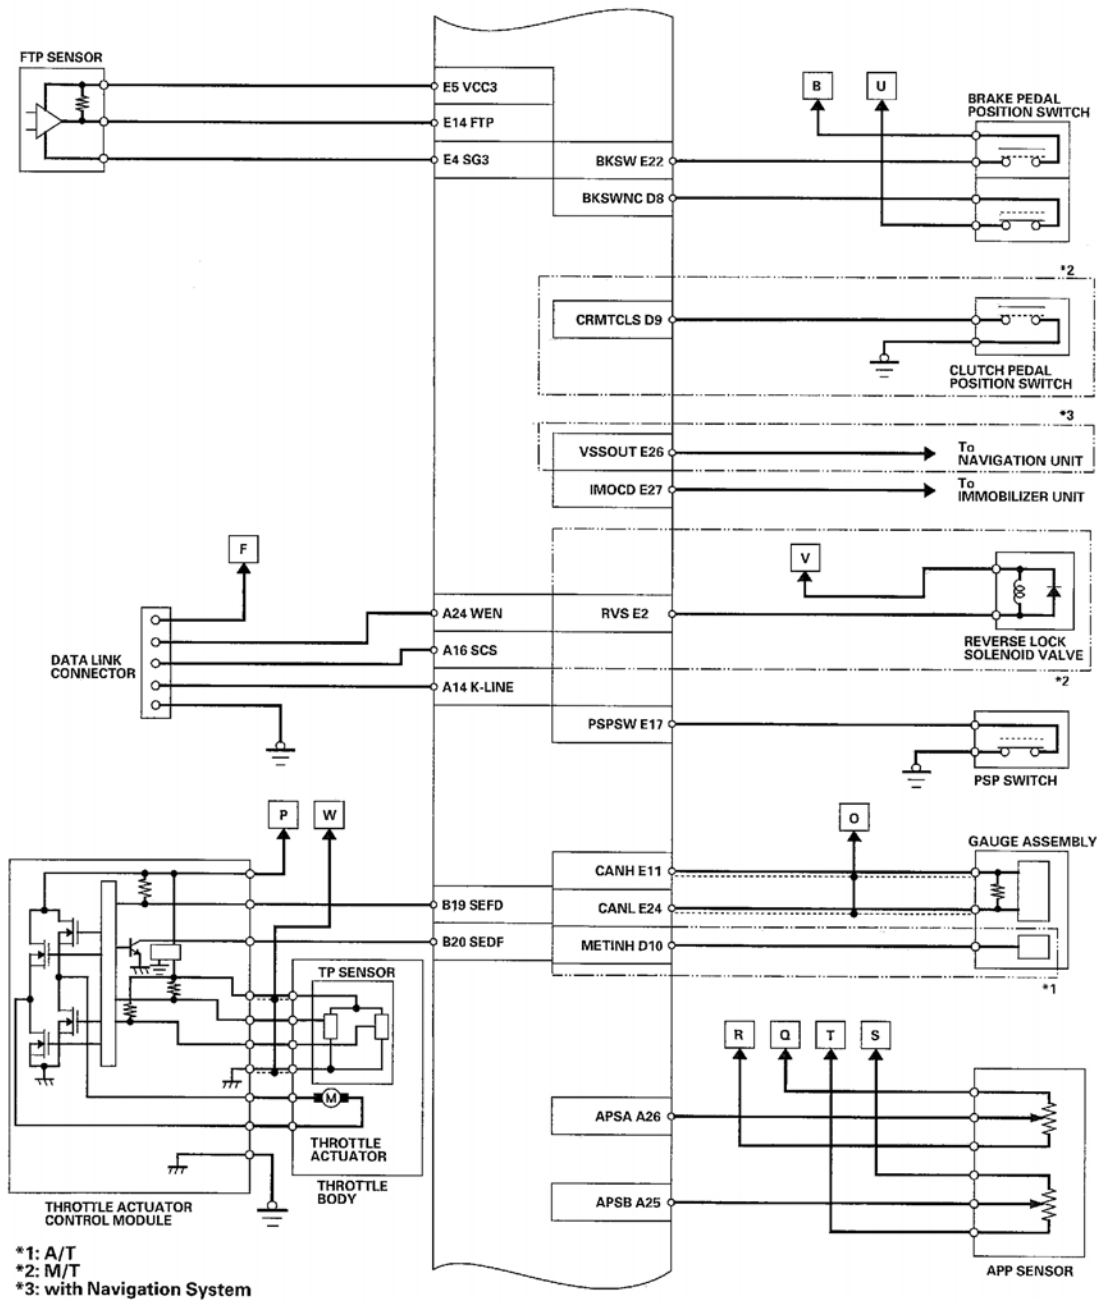 FTP SENSOR
E5 VCC3
E14 FTP
E4 SG3
BKSW E22
BKSWNC D8
B
U
BRAKE PEDAL
POSITION SWITCH
*2
CRMTCLS D9
CLUTCH PEDAL
POSITION SWITCH
*3
VSSOUT E26
To
NAVIGATION UNIT
IMOCD E27
To
IMMOBILIZER UNIT
F
V
DATA LINK
CONNECTOR
A24 WEN
A16 SCS
A14 K-LINE
RVS E2
REVERSE LOCK
SOLENOID VALVE
*2
PSPSW E17
PSP SWITCH
P
W
O
GAUGE ASSEMBLY
CANH E11
CANL E24
METINH D10
*1
B19 SEFD
B20 SEDF
TP SENSOR
M
THROTTLE
ACTUATOR
THROTTLE
BODY
THROTTLE ACTUATOR
CONTROL MODULE
R
Q
T
S
APSA A26
APSB A25
APP SENSOR
*1: A/T
*2: M/T
*3: with Navigation System